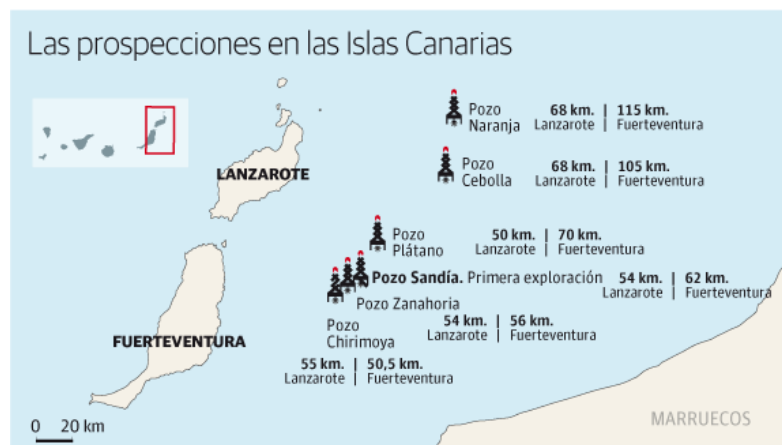 Las prospecciones en las Islas Canarias
Pozo
Naranja
68 km. | 115 km.
Lanzarote | Fuerteventura
Pozo
Cebolla
68 km. | 105 km.
Lanzarote | Fuerteventura
LANZAROTE
Pozo
Plátano
50 km. | 70 km.
Lanzarote | Fuerteventura
Pozo Sandía. Primera exploración
54 km. | 62 km.
Lanzarote | Fuerteventura
Pozo Zanahoria
54 km. | 56 km.
Lanzarote | Fuerteventura
Pozo
Chirimoya
55 km. | 50,5 km.
Lanzarote | Fuerteventura
FUERTEVENTURA
0 20 km
MARRUECOS